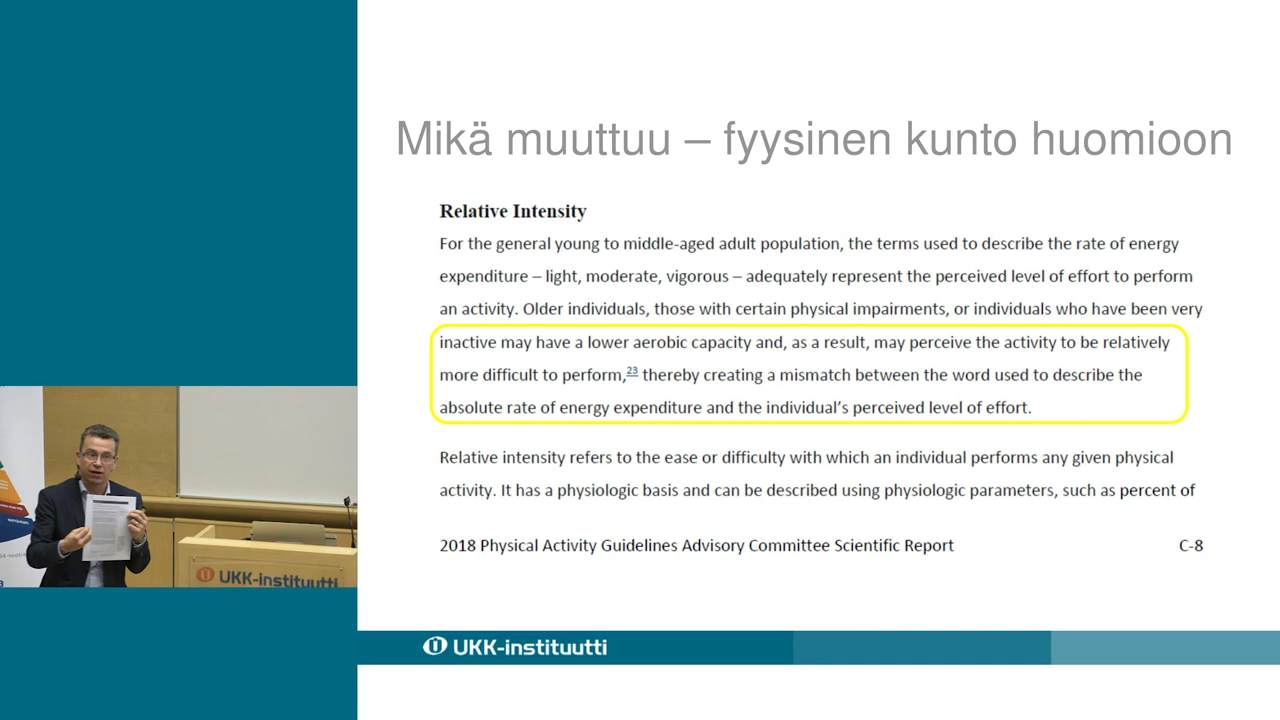 Mikä muuttuu – fyysinen kunto huomioon
Relative Intensity
For the general young to middle-aged adult population, the terms used to describe the rate of energy
expenditure – light, moderate, vigorous – adequately represent the perceived level of effort to perform
an activity. Older individuals, those with certain physical impairments, or individuals who have been very
inactive may have a lower aerobic capacity and, as a result, may perceive the activity to be relatively
more difficult to perform,23 thereby creating a mismatch between the word used to describe the
absolute rate of energy expenditure and the individual’s perceived level of effort.
Relative intensity refers to the ease or difficulty with which an individual performs any given physical
activity. It has a physiologic basis and can be described using physiologic parameters, such as percent of
2018 Physical Activity Guidelines Advisory Committee Scientific Report C-8
UKK-instituutti
UKK-instituutti